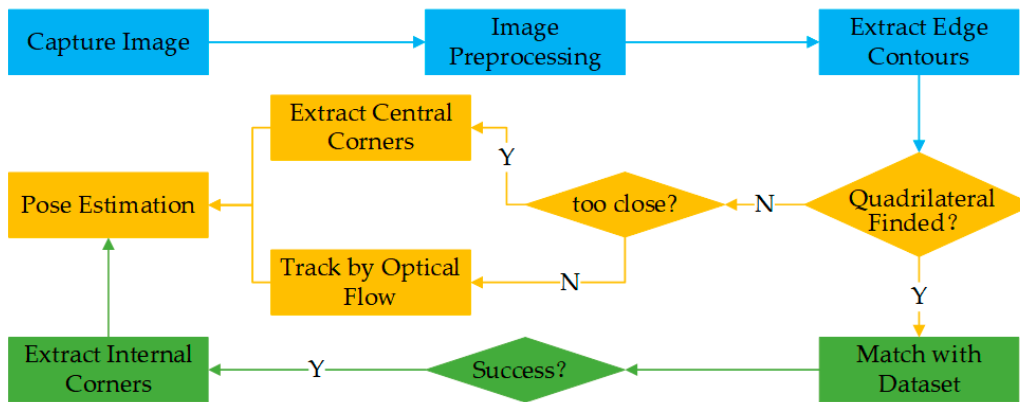 Capture Image
Image
Preprocessing
Extract Edge
Contours
Extract Central
Corners
Y
Pose Estimation
too close?
N
Quadrilateral
Finded?
Track by Optical
Flow
N
Y
Extract Internal
Corners
Y
Success?
Match with
Dataset